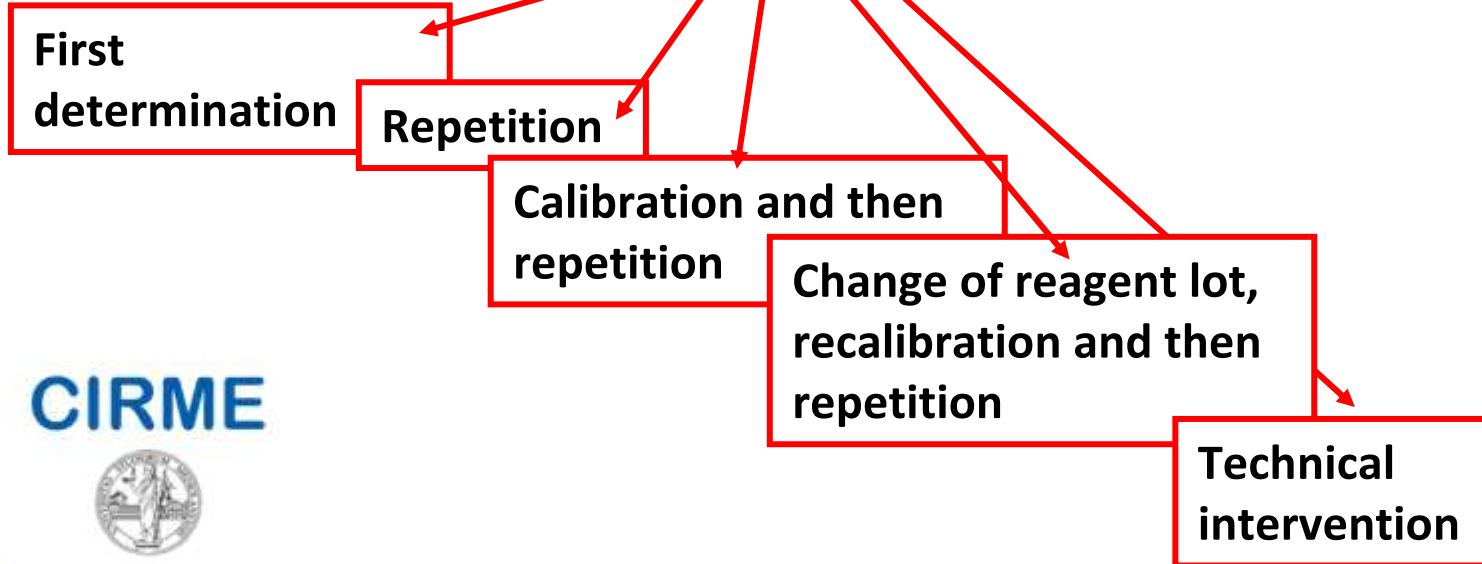 First
determination
Repetition
Calibration and then
repetition
Change of reagent lot,
recalibration and then
repetition
Technical
intervention
CIRME